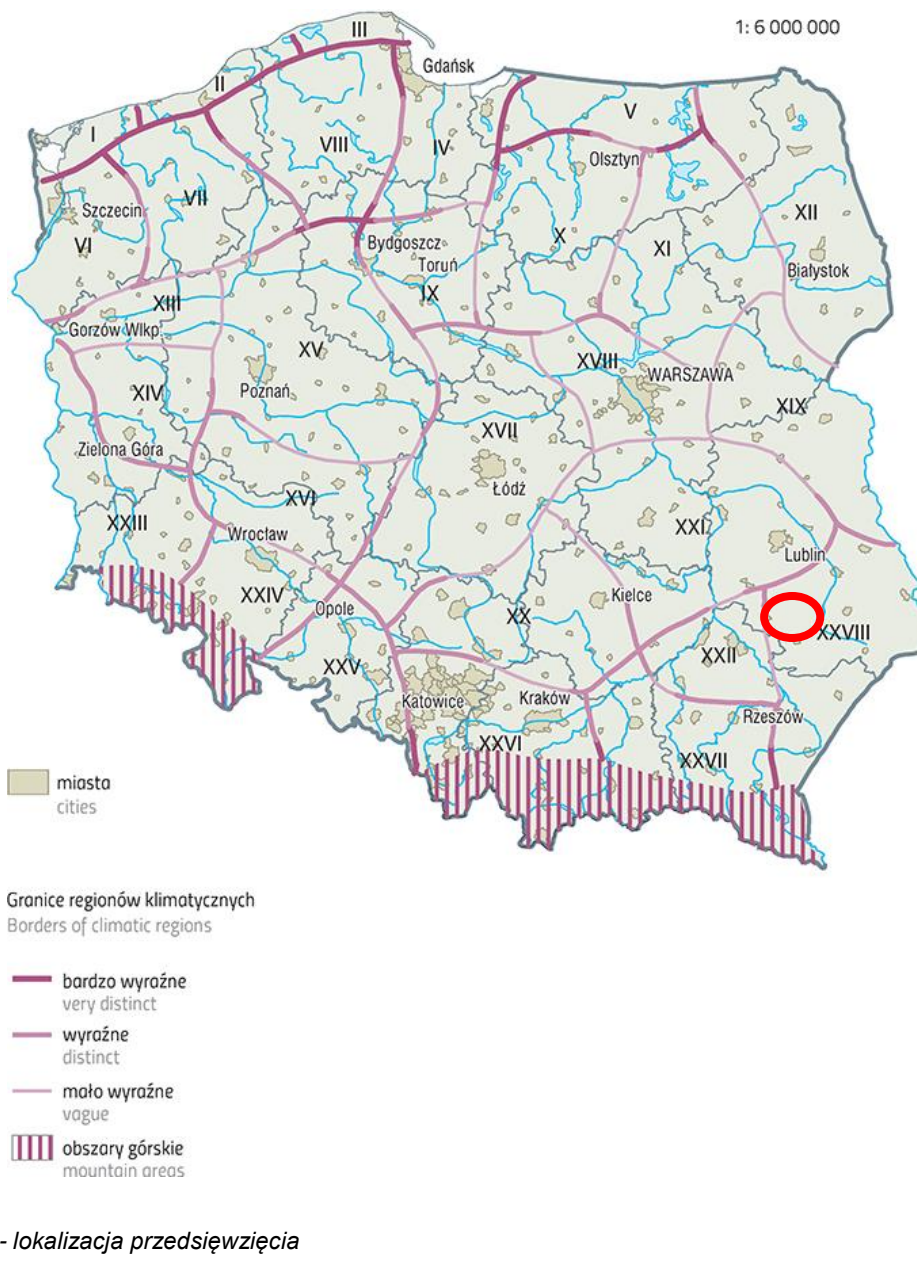 1: 6 000 000
III
Gdańsk
II
V
I
VIII
IV
Olsztyn
VII
XII
Szczecin
VI
X
XI
Bydgoszcz
Toruń
Białystok
IX
XIII
Gorzów Wlkp.
XV
XVIII
WARSZAWA
XIV
Poznań
XIX
XVII
Zielona Góra
Łódź
XVI
XXIII
XXI
Wrocław
Lublin
XXIV
Kielce
Opole
XX
XXVIII
XXII
XXV
Katowice
Kraków
Rzeszów
XXVI
XXVII
miasta
cities
Granice regionów klimatycznych
Borders of climatic regions
bardzo wyraźne
very distinct
wyraźne
distinct
mało wyraźne
vague
obszary górskie
mountain areas
- lokalizacja przedsięwzięcia